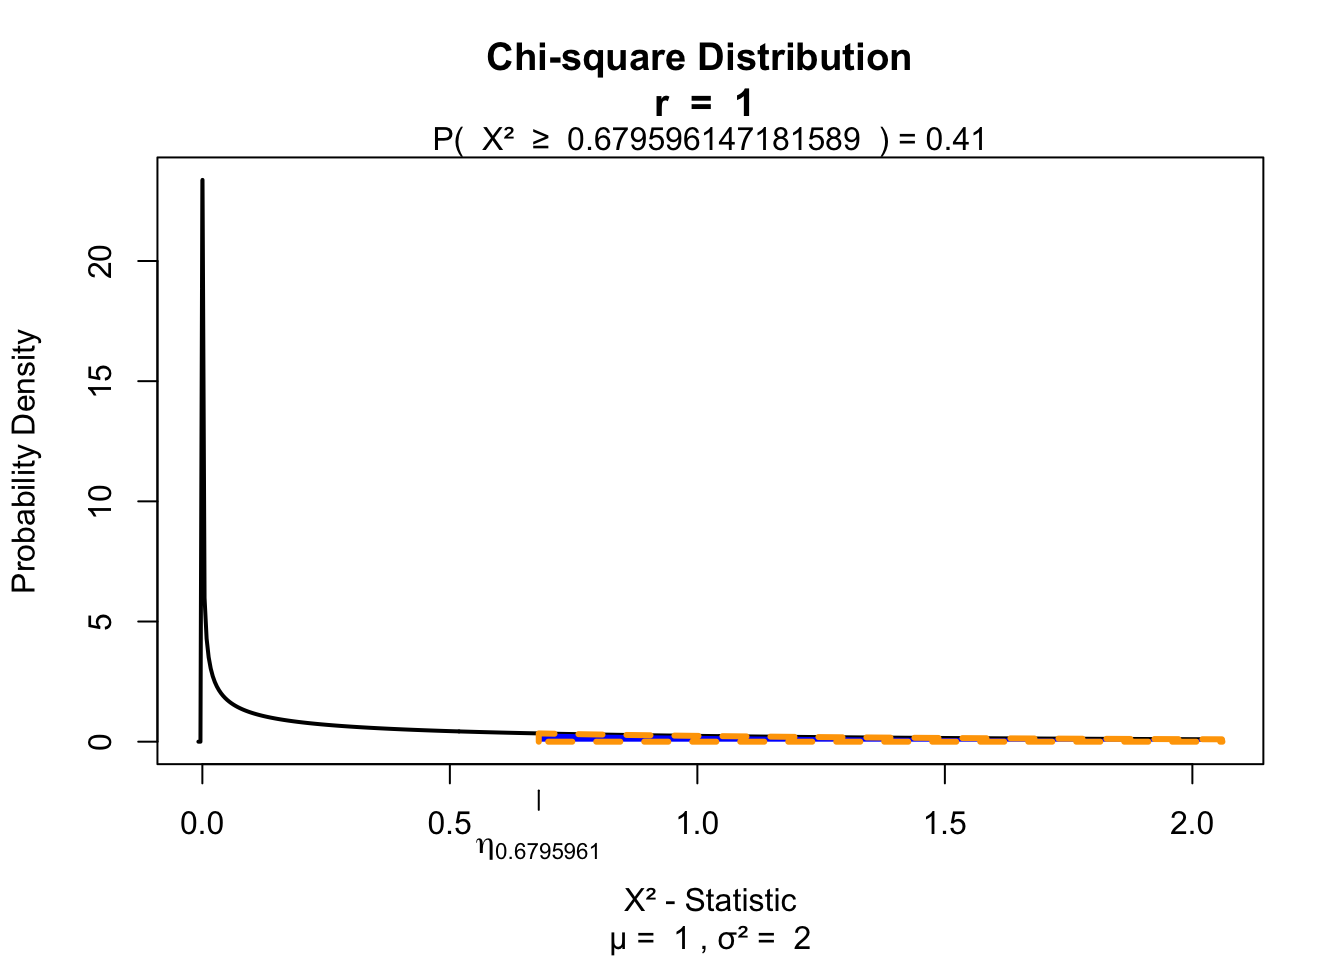 Chi-square Distribution
r = 1
P( X² ≥ 0.679596147181589 ) = 0.41
Probability Density
20
15
10
5
0
0.0 0.5 1.0 1.5 2.0
η0.6795961
X² - Statistic
μ = 1 , σ² = 2